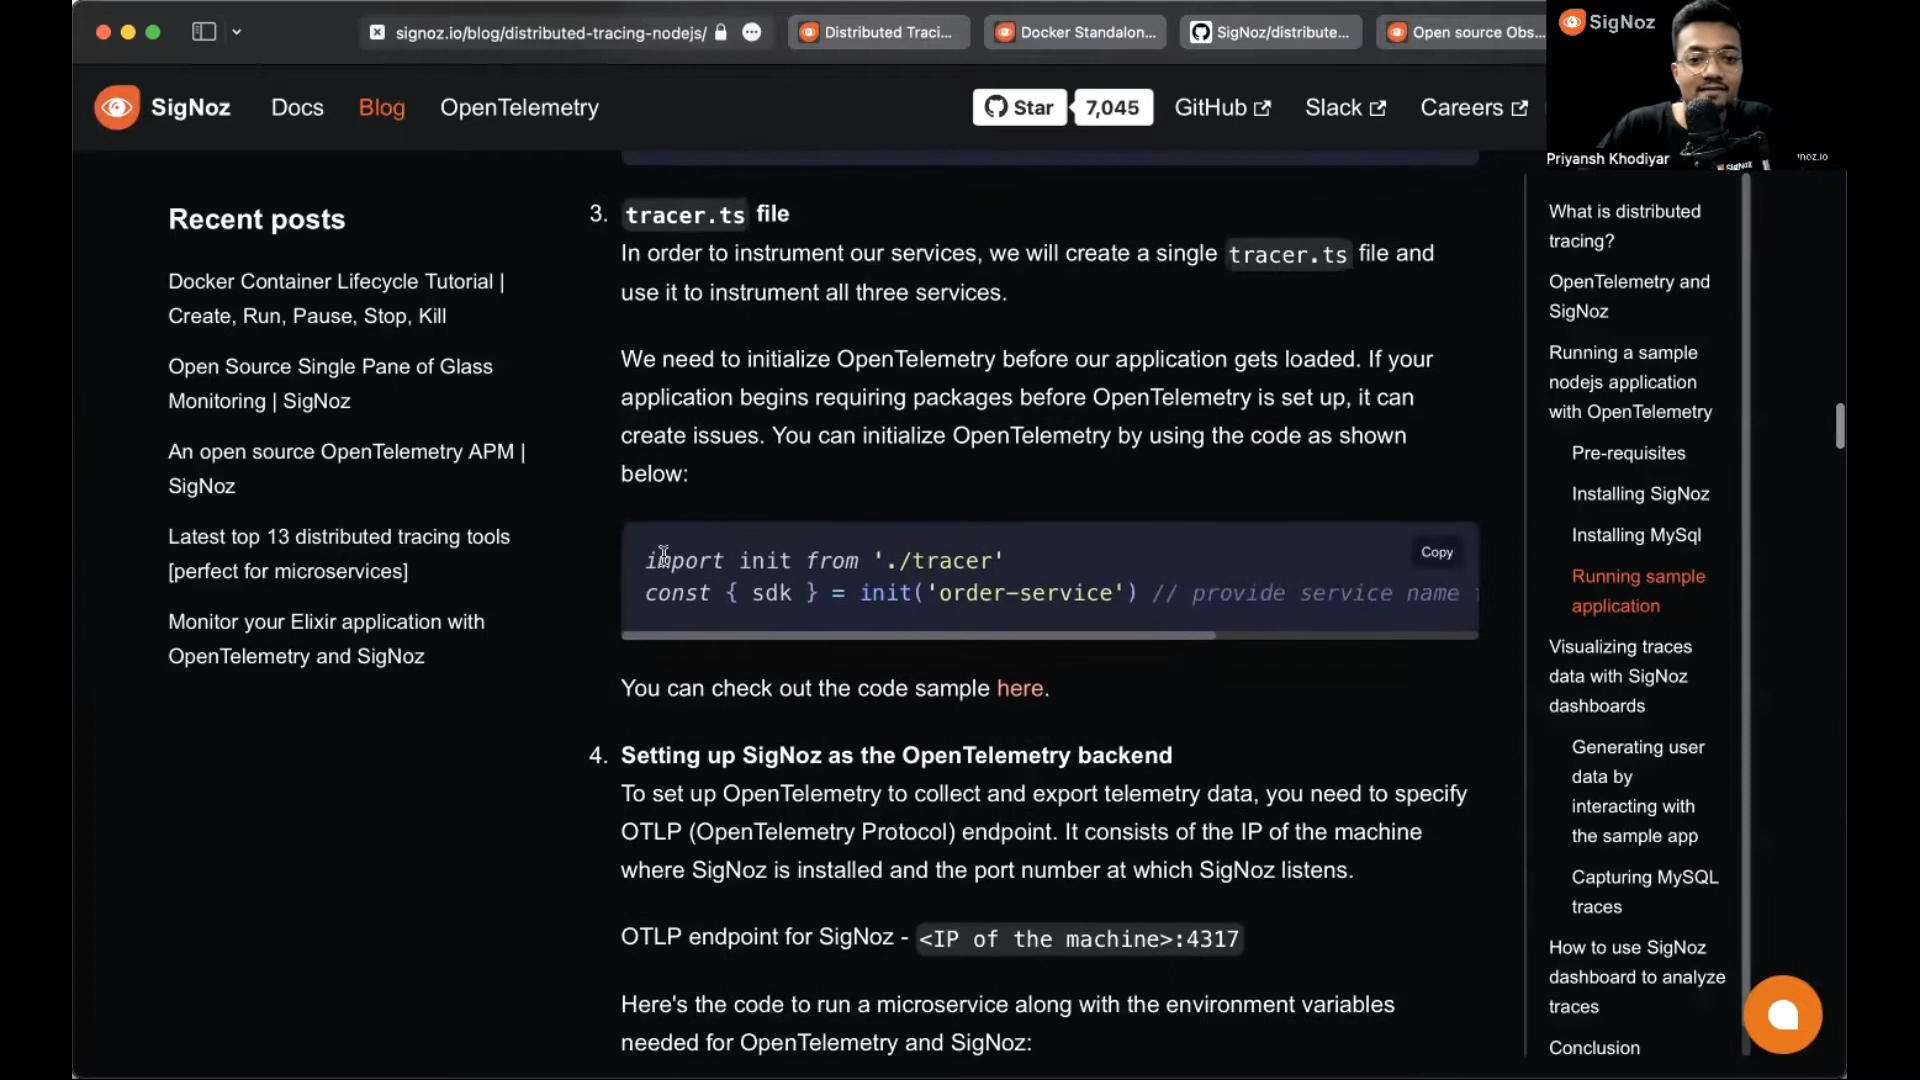 signoz.io/blog/distributed-tracing-nodejs/
Distributed Traci...
Docker Standalon...
SigNoz/distribute...
Open source Obs...
SigNoz
SigNoz
Docs
Blog
OpenTelemetry
Star
7,045
GitHub
Slack
Careers
Priyansh Khodiyar
SigNoz
noz.io
Recent posts
Docker Container Lifecycle Tutorial |
Create, Run, Pause, Stop, Kill
Open Source Single Pane of Glass
Monitoring | SigNoz
An open source OpenTelemetry APM |
SigNoz
Latest top 13 distributed tracing tools
[perfect for microservices]
Monitor your Elixir application with
OpenTelemetry and SigNoz
3. tracer.ts file
In order to instrument our services, we will create a single tracer.ts file and
use it to instrument all three services.
We need to initialize OpenTelemetry before our application gets loaded. If your
application begins requiring packages before OpenTelemetry is set up, it can
create issues. You can initialize OpenTelemetry by using the code as shown
below:
import init from './tracer'
Copy
const { sdk } = init('order-service') // provide service name
You can check out the code sample here.
4. Setting up SigNoz as the OpenTelemetry backend
To set up OpenTelemetry to collect and export telemetry data, you need to specify
OTLP (OpenTelemetry Protocol) endpoint. It consists of the IP of the machine
where SigNoz is installed and the port number at which SigNoz listens.
OTLP endpoint for SigNoz - <IP of the machine>:4317
Here's the code to run a microservice along with the environment variables
needed for OpenTelemetry and SigNoz:
What is distributed
tracing?
OpenTelemetry and
SigNoz
Running a sample
nodejs application
with OpenTelemetry
Pre-requisites
Installing SigNoz
Installing MySql
Running sample
application
Visualizing traces
data with SigNoz
dashboards
Generating user
data by
interacting with
the sample app
Capturing MySQL
traces
How to use SigNoz
dashboard to analyze
traces
Conclusion